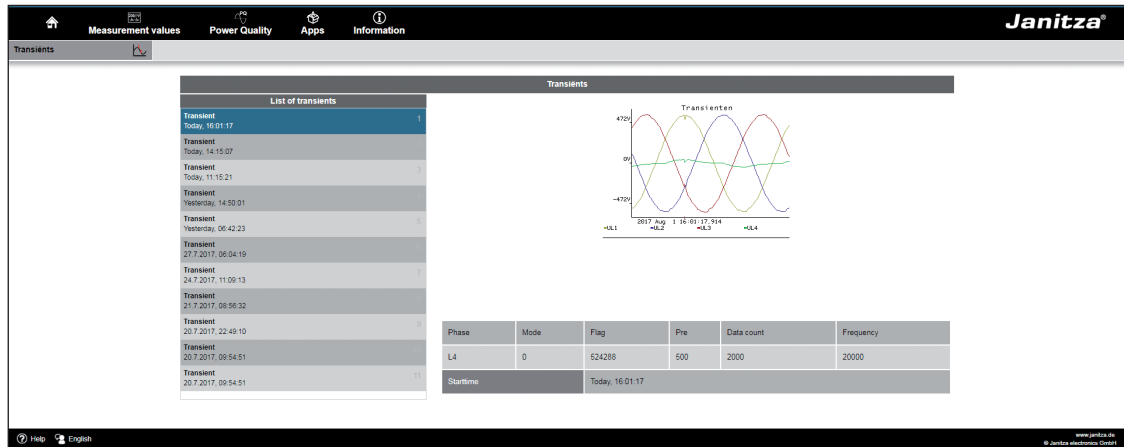 Measurement values
Power Quality
Apps
Information
Janitza®
Transients
Transients
List of transients
Transient 1
Today, 16:01:17
Transient
Today, 14:15:07
Transient 3
Today, 11:15:21
Transient
Yesterday, 14:50:01
Transient 5
Yesterday, 06:42:23
Transient
27.7.2017, 06:04:19
Transient 7
24.7.2017, 11:09:13
Transient
21.7.2017, 08:56:32
Transient 9
20.7.2017, 22:49:10
Transient
20.7.2017, 09:54:51
Transient 11
20.7.2017, 09:54:51
Transienten
472V
0V
-472V
2017 Aug 1 16:01:17,914
-UL1 -UL2 -UL3 -UL4
Phase Mode Flag Pre Data count Frequency
L4 0 524288 500 2000 20000
Starttime Today, 16:01:17
Help English
www.janitza.de
© Janitza electronics GmbH